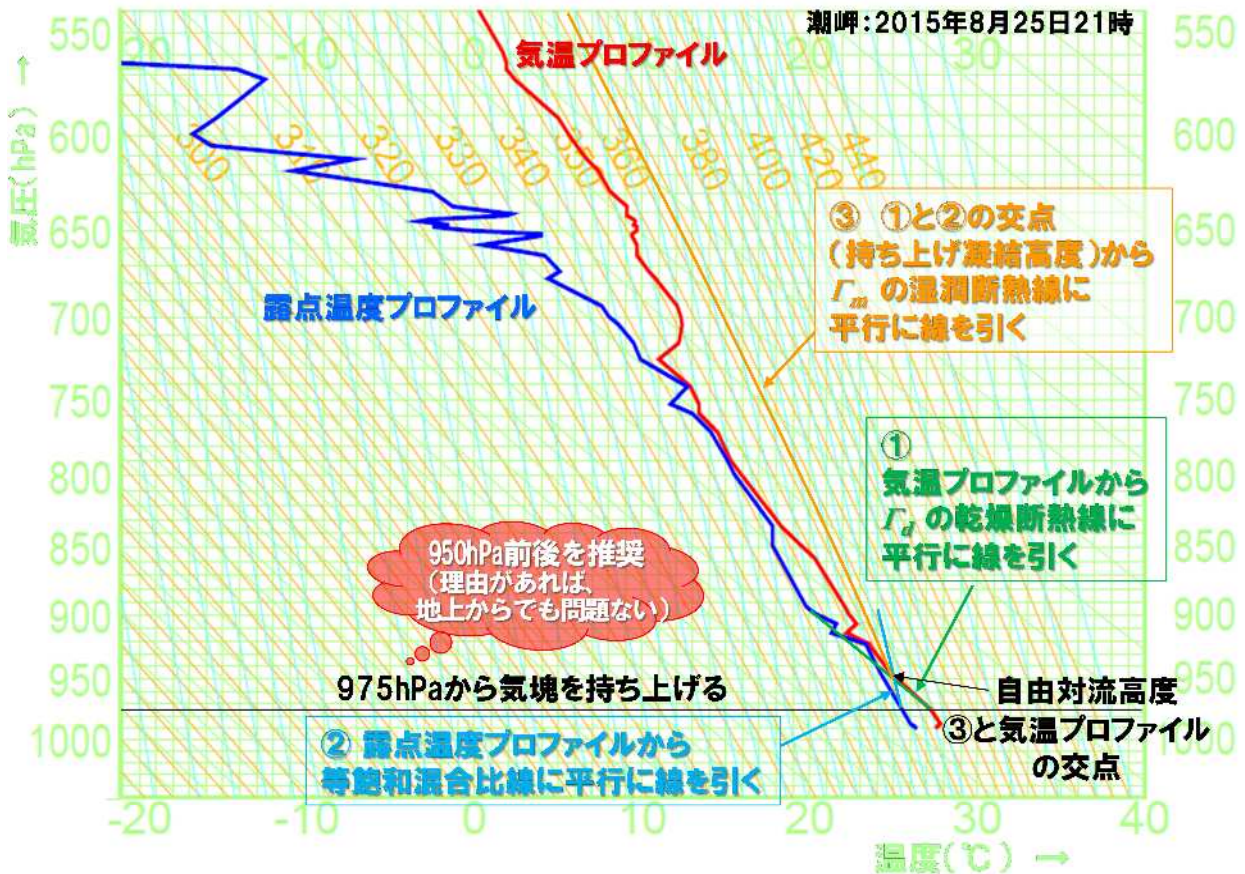 潮岬：2015年8月25日21時
気温プロファイル
露点温度プロファイル
③ ①と②の交点
（持ち上げ凝結高度）から
Γm の湿潤断熱線に
平行に線を引く
①
気温プロファイルから
Γd の乾燥断熱線に
平行に線を引く
950hPa前後を推奨
（理由があれば、
地上からでも問題ない）
975hPaから気塊を持ち上げる
② 露点温度プロファイルから
等飽和混合比線に平行に線を引く
自由対流高度
③と気温プロファイル
の交点
気圧(hPa) →
550
600
650
700
750
800
850
900
950
1000
550
600
650
700
750
800
850
900
950
-20
-10
0
10
20
30
40
温度(℃) →
-20
-10
0
20
30
300
310
320
330
340
350
360
380
400
420
440